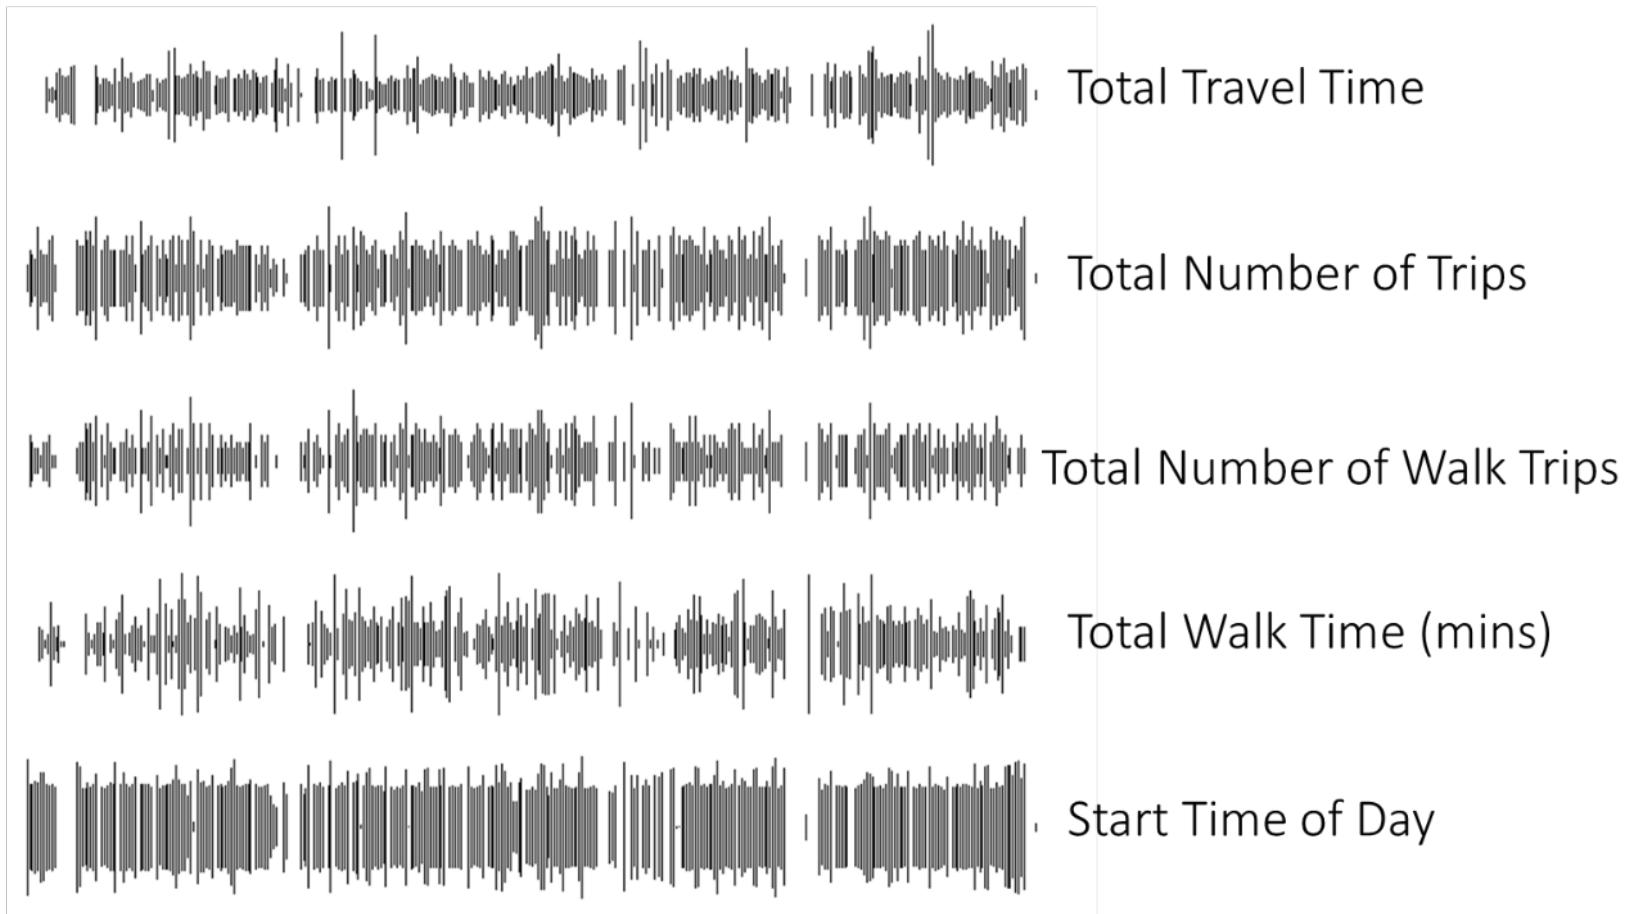 Total Travel Time
Total Number of Trips
Total Number of Walk Trips
Total Walk Time (mins)
Start Time of Day